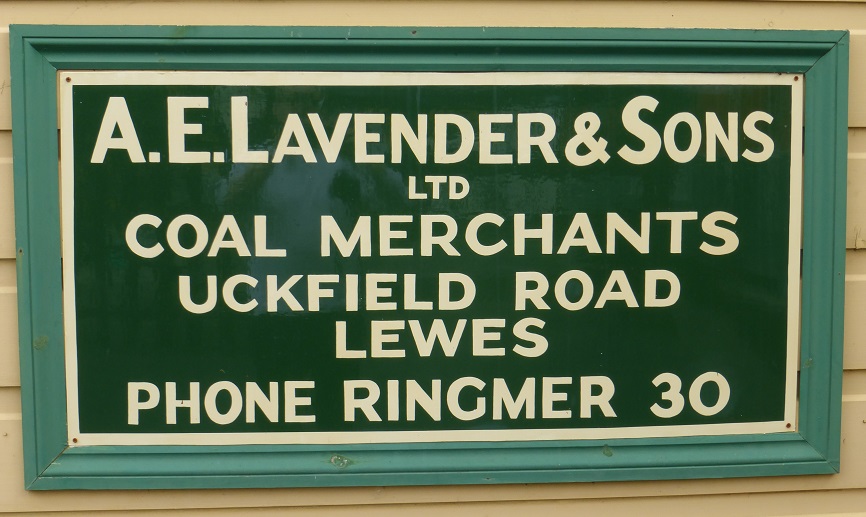 A.E.LAVENDER & SONS
LTD
COAL MERCHANTS
UCKFIELD ROAD
LEWES
PHONE RINGMER 30